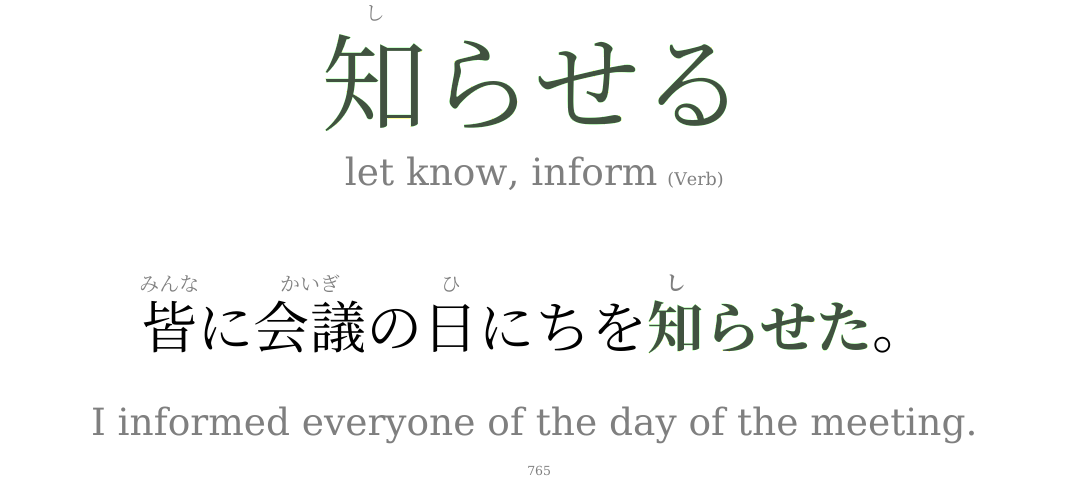 し
知らせる
let know, inform (Verb)
みんな かいぎ ひ し
皆に会議の日にちを知らせた。
I informed everyone of the day of the meeting.
765